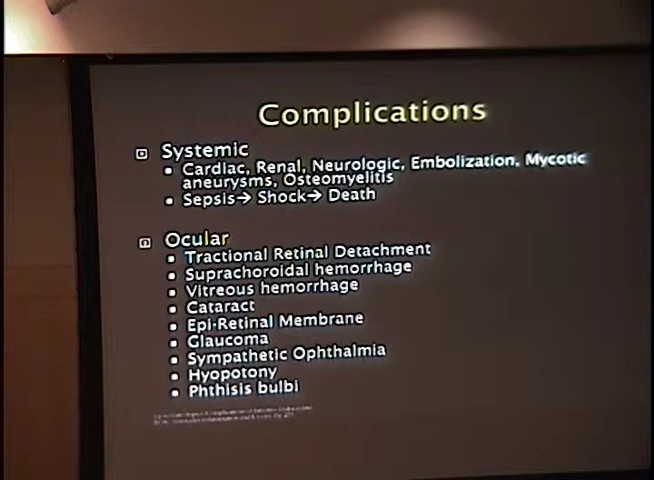 Complications
Systemic
Cardiac, Renal, Neurologic, Embolization, Mycotic
aneurysms, Osteomyelitis
Sepsis→ Shock→ Death
Ocular
Tractional Retinal Detachment
Suprachoroidal hemorrhage
Vitreous hemorrhage
Cataract
Epi-Retinal Membrane
Glaucoma
Sympathetic Ophthalmia
Hyopotony
Phthisis bulbi